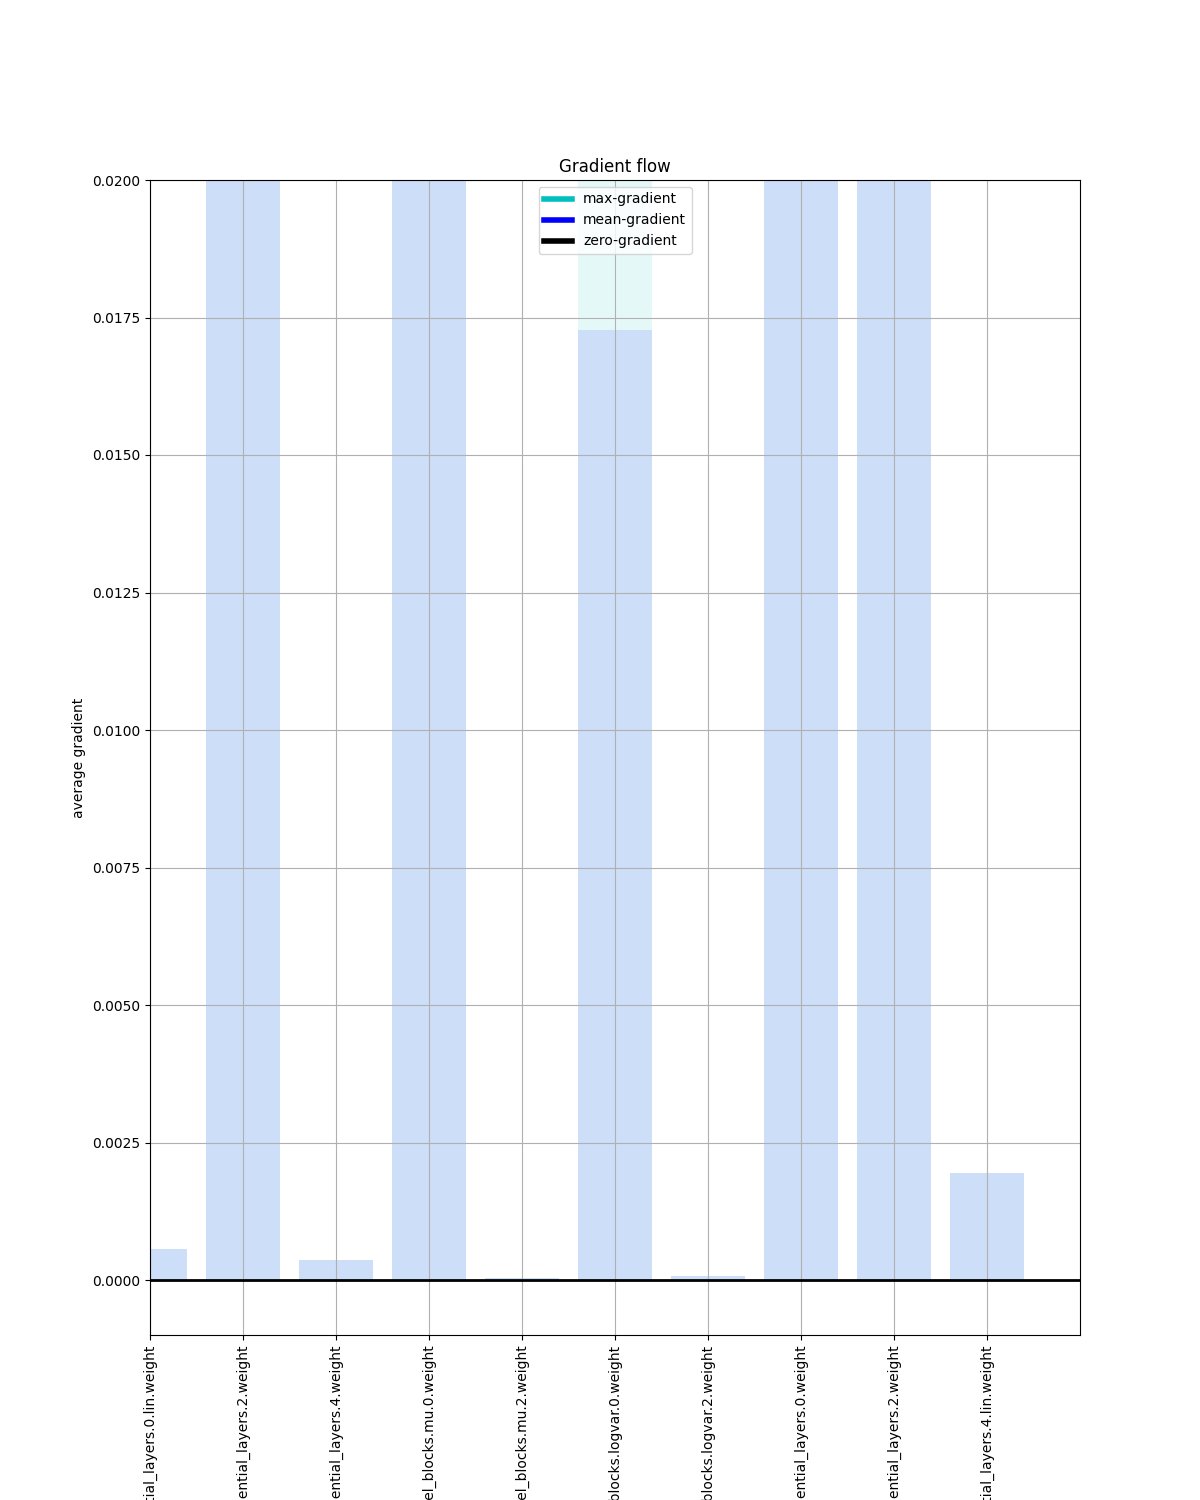 Gradient flow
max-gradient
mean-gradient
zero-gradient
0.0200
0.0175
0.0150
0.0125
0.0100
0.0075
0.0050
0.0025
0.0000
average gradient
tial_layers.0.lin.weight
ential_layers.2.weight
ential_layers.4.weight
el_blocks.mu.0.weight
el_blocks.mu.2.weight
blocks.logvar.0.weight
blocks.logvar.2.weight
ential_layers.0.weight
ential_layers.2.weight
tial_layers.4.lin.weight